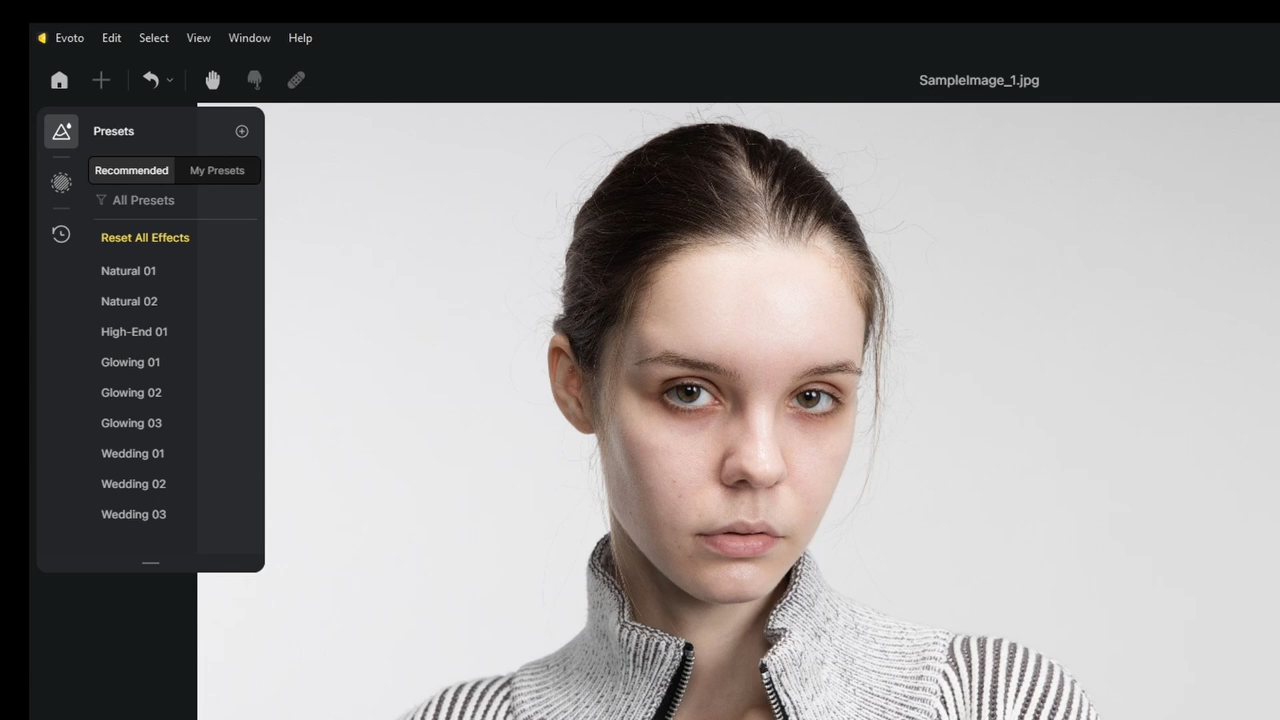 Evoto Edit Select View Window Help
SampleImage_1.jpg
Presets
Recommended My Presets
All Presets
Reset All Effects
Natural 01
Natural 02
High-End 01
Glowing 01
Glowing 02
Glowing 03
Wedding 01
Wedding 02
Wedding 03